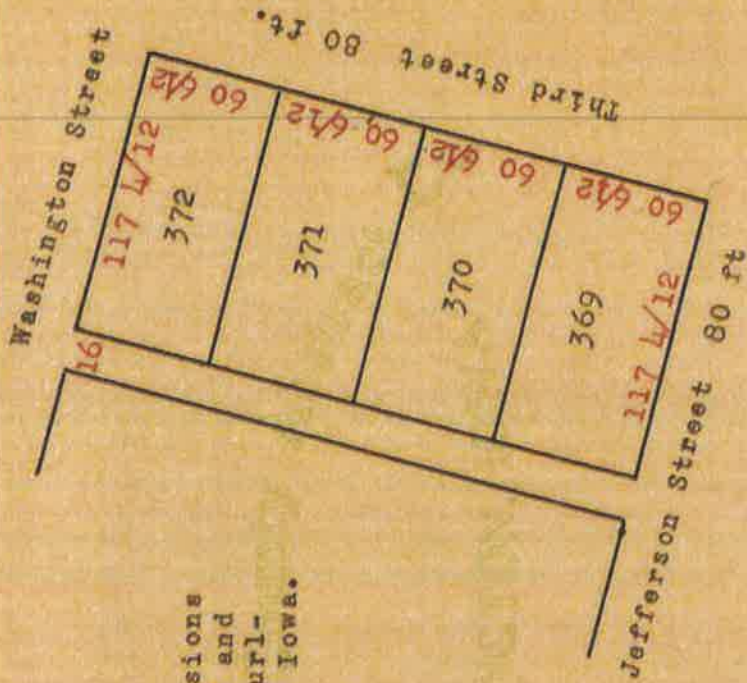 Washington Street
Third Street 80 ft.
16
117 4/12
60 6/12
372
60 6/12
371
60 6/12
370
60 6/12
369
117 4/12
Jefferson Street 80 ft
sions
and
url-
Iowa.